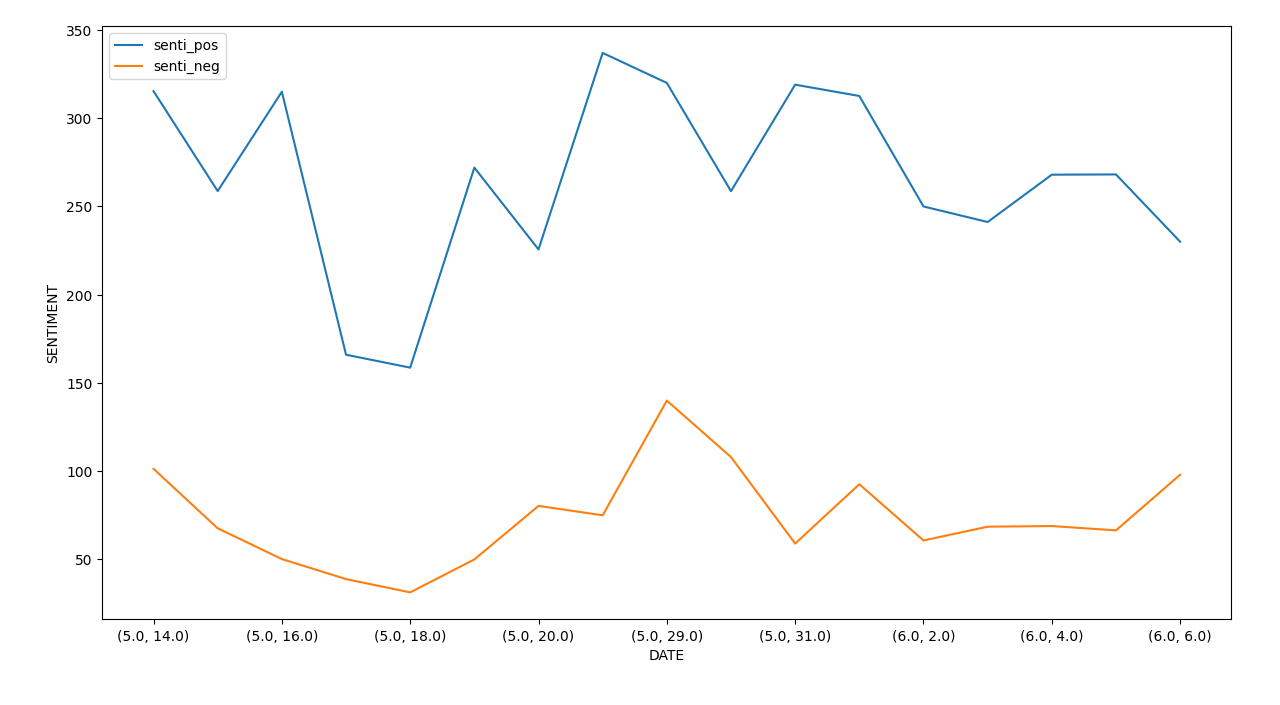 350
300
250
200
150
100
50
SENTIMENT
senti_pos
senti_neg
(5.0, 14.0) (5.0, 16.0) (5.0, 18.0) (5.0, 20.0) (5.0, 29.0) (5.0, 31.0) (6.0, 2.0) (6.0, 4.0) (6.0, 6.0)
DATE